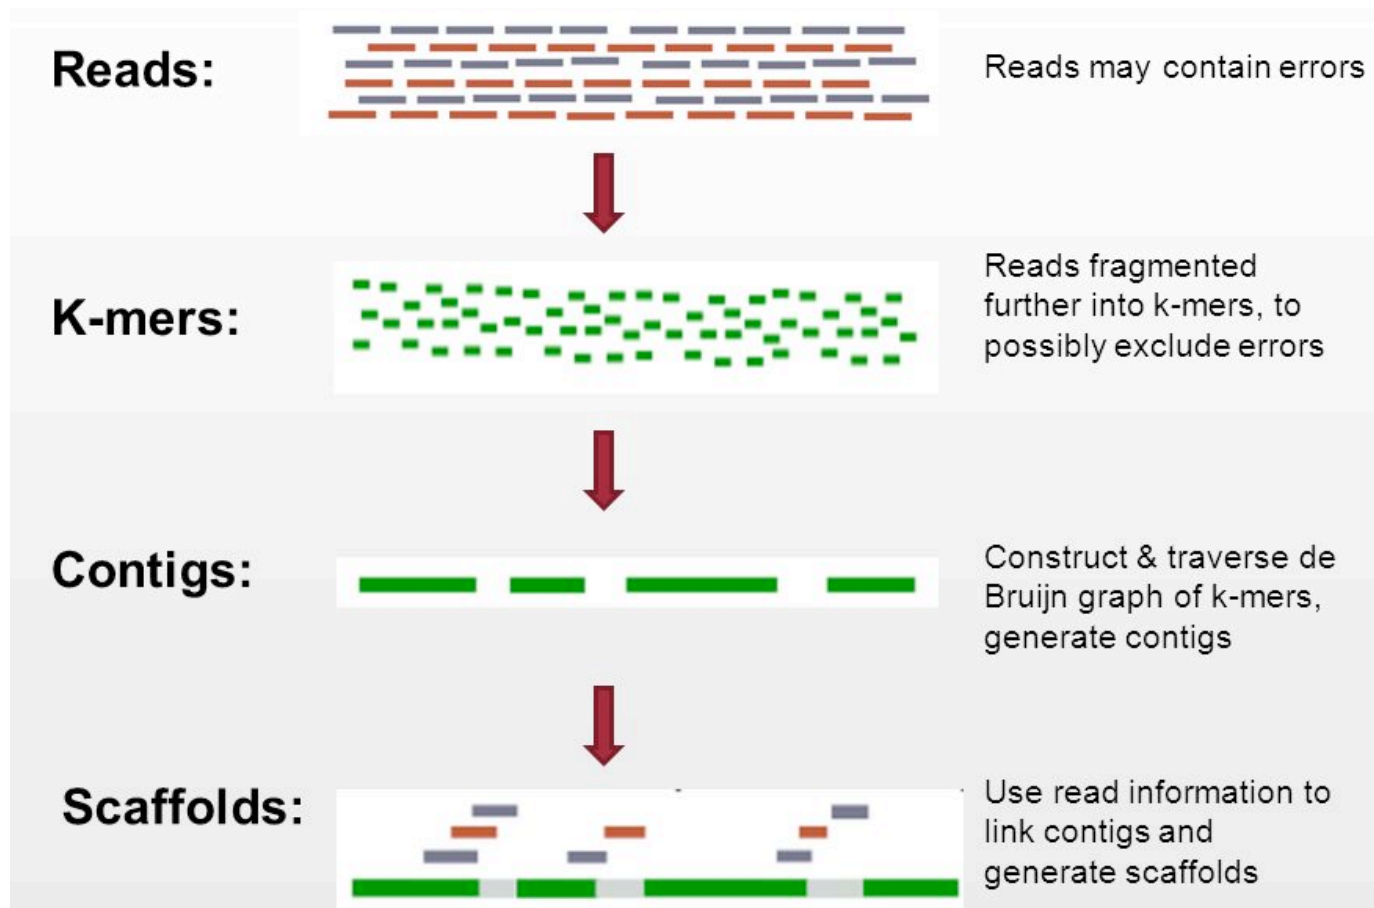 Reads:
Reads may contain errors
K-mers:
Reads fragmented
further into k-mers, to
possibly exclude errors
Contigs:
Construct & traverse de
Bruijn graph of k-mers,
generate contigs
Scaffolds:
Use read information to
link contigs and
generate scaffolds